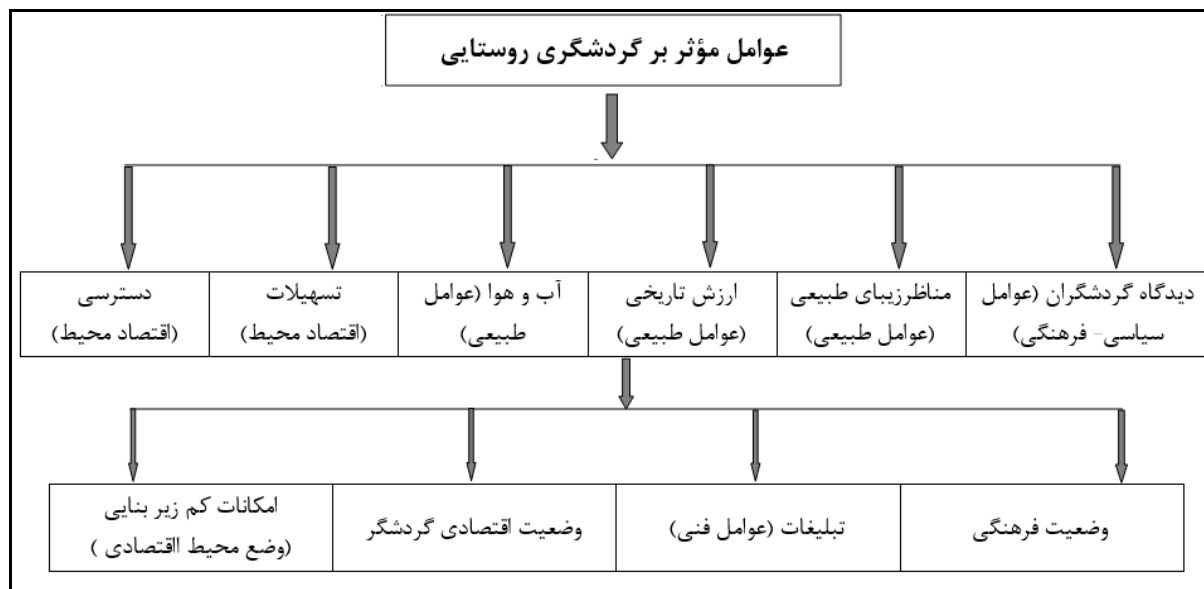 عوامل مؤثر بر گردشگری روستایی
دیدگاه گردشگران (عوامل
سیاسی- فرهنگی)
مناظرزیبای طبیعی
(عوامل طبیعی)
ارزش تاریخی
(عوامل طبیعی)
آب و هوا (عوامل
طبیعی)
تسهیلات
(اقتصاد محیط)
دسترسی
(اقتصاد محیط)
وضعیت فرهنگی
تبلیغات (عوامل فنی)
وضعیت اقتصادی گردشگر
امکانات کم زیر بنایی
(وضع محیط ااقتصادی )